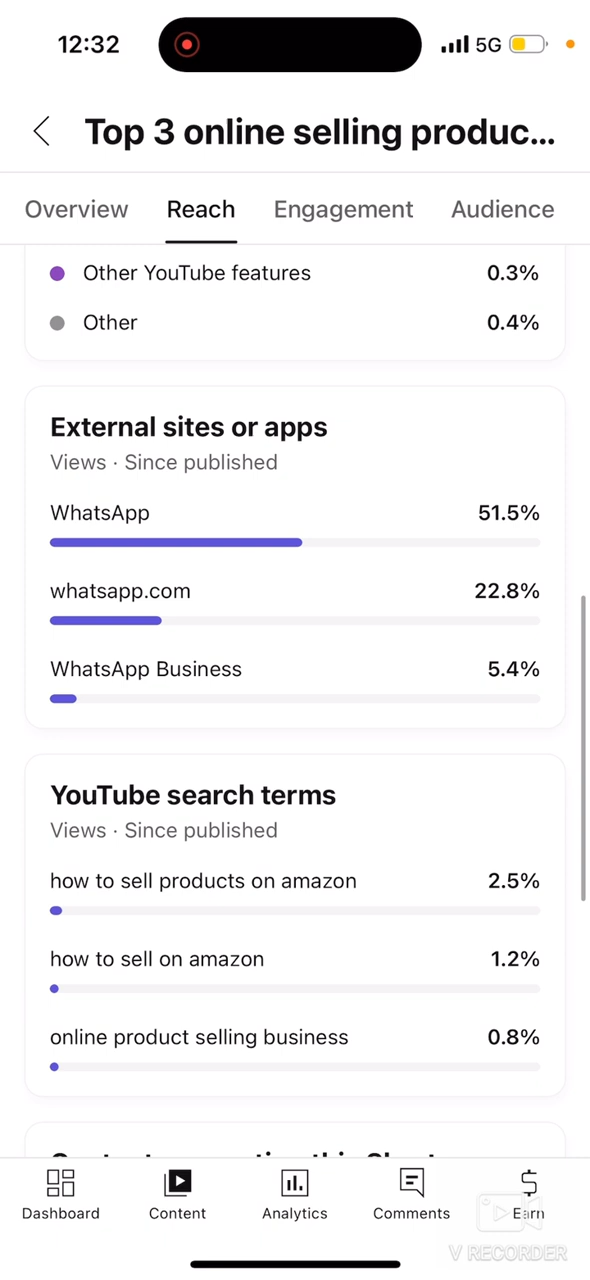 12:32
5G
Top 3 online selling produc...
Overview Reach Engagement Audience
Other YouTube features 0.3%
Other 0.4%
External sites or apps
Views · Since published
WhatsApp 51.5%
whatsapp.com 22.8%
WhatsApp Business 5.4%
YouTube search terms
Views · Since published
how to sell products on amazon 2.5%
how to sell on amazon 1.2%
online product selling business 0.8%
Dashboard Content Analytics Comments Earn
V RECORDER